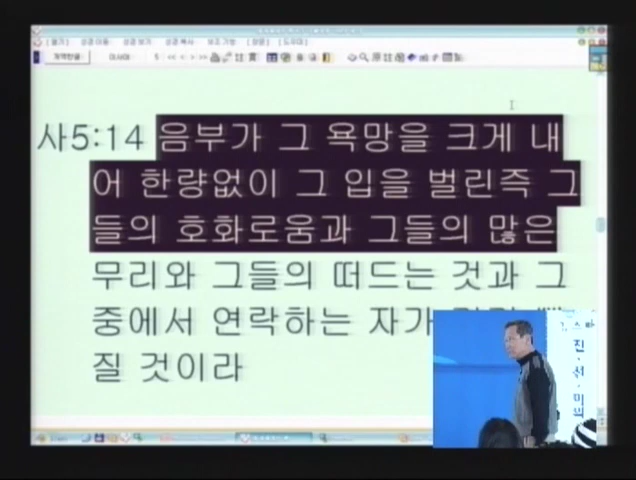 사5:14 음부가 그 욕망을 크게 내
어 한량없이 그 입을 벌린즉 그
들의 호화로움과 그들의 많은
무리와 그들의 떠드는 것과 그
중에서 연락하는 자가
질 것이라
진·선·미